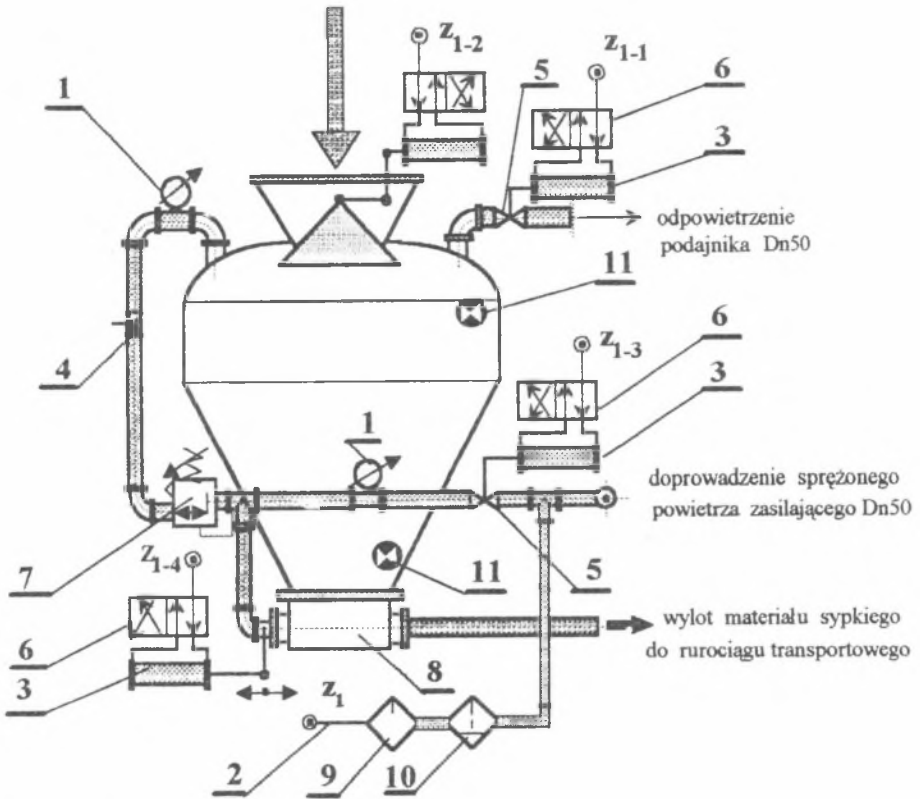 z1-2
z1-1
1
5
6
3
odpowietrzenie
podajnika Dn50
11
4
z1-3
6
3
1
doprowadzenie sprężonego
powietrza zasilającego Dn50
7
z1-4
11
5
6
3
8
wylot materiału sypkiego
do rurociągu transportowego
z1
2
9
10